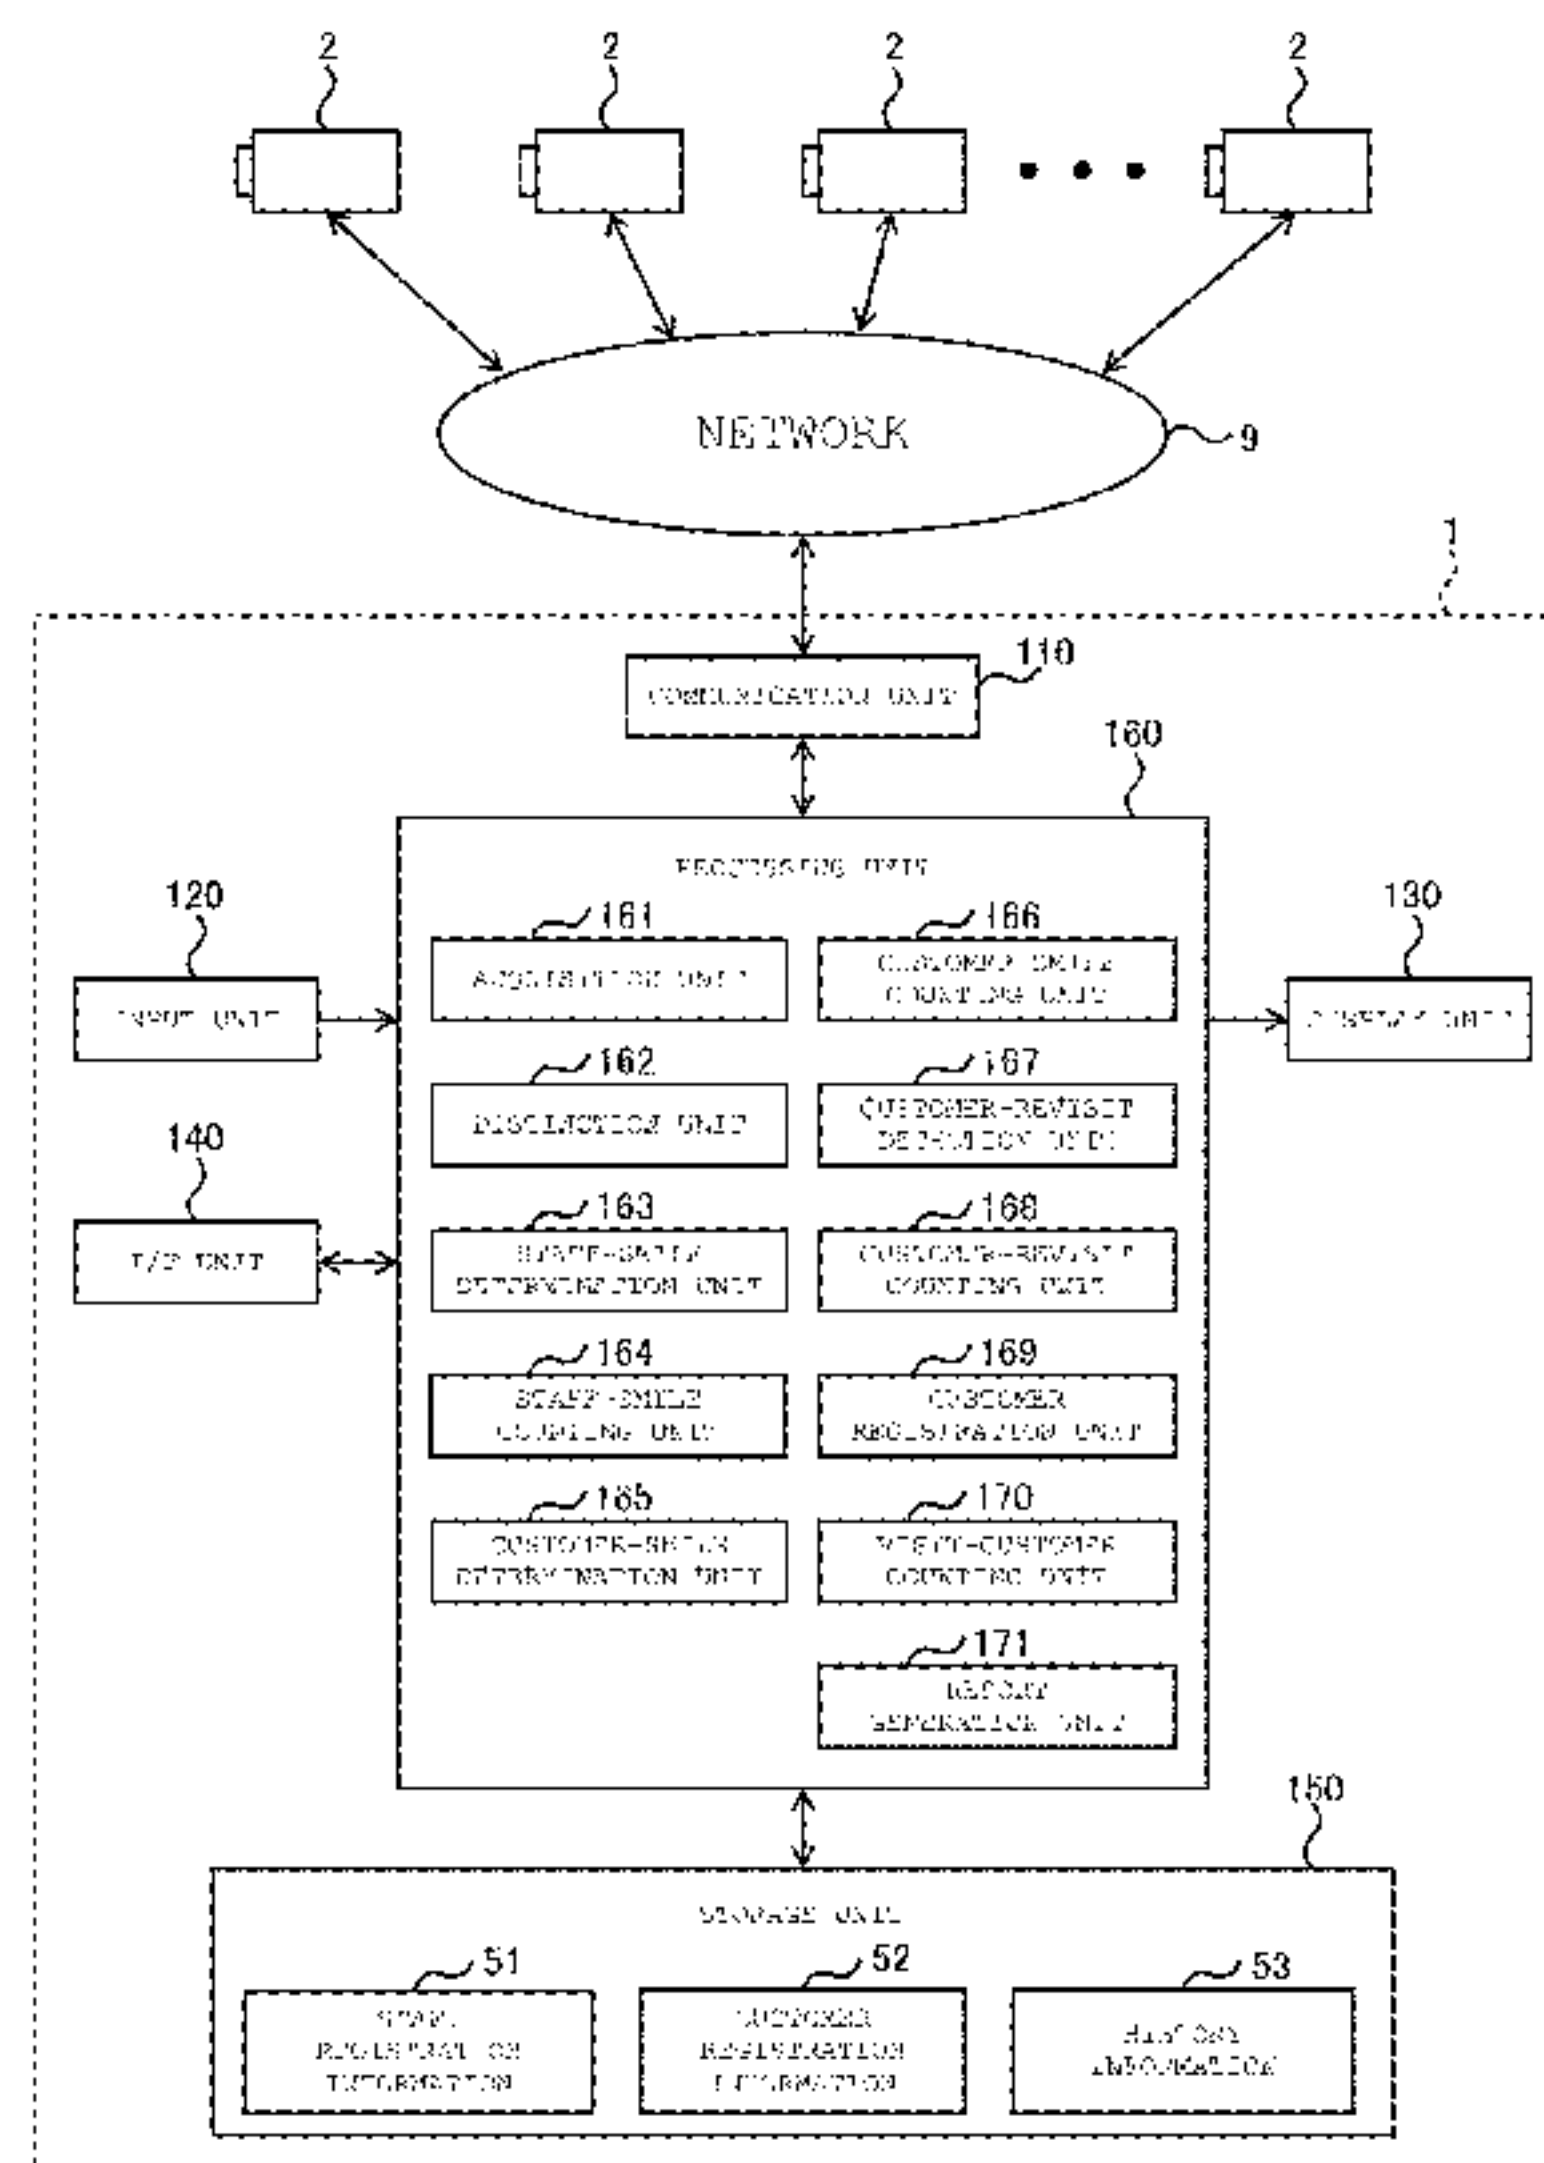 2 2 2 2
NETWORK
9
1
COMMUNICATION UNIT
110
160
PROCESSING UNIT
120
INPUT UNIT
130
DISPLAY UNIT
140
I/F UNIT
161
ACQUISITION UNIT
162
DISTINCTION UNIT
163
STAFF-SMILE
DETERMINATION UNIT
164
STAFF-SMILE
COUNTING UNIT
165
CUSTOMER-SMILE
DETERMINATION UNIT
166
CUSTOMER SMILE
COUNTING UNIT
167
CUSTOMER-REVISIT
DETECTION UNIT
168
CUSTOMER-REVISIT
COUNTING UNIT
169
CUSTOMER
REGISTRATION UNIT
170
VISIT-CUSTOMER
COUNTING UNIT
171
REPORT
GENERATION UNIT
150
STORAGE UNIT
51
STAFF
REGISTRATION
INFORMATION
52
CUSTOMER
REGISTRATION
INFORMATION
53
HISTORY
INFORMATION